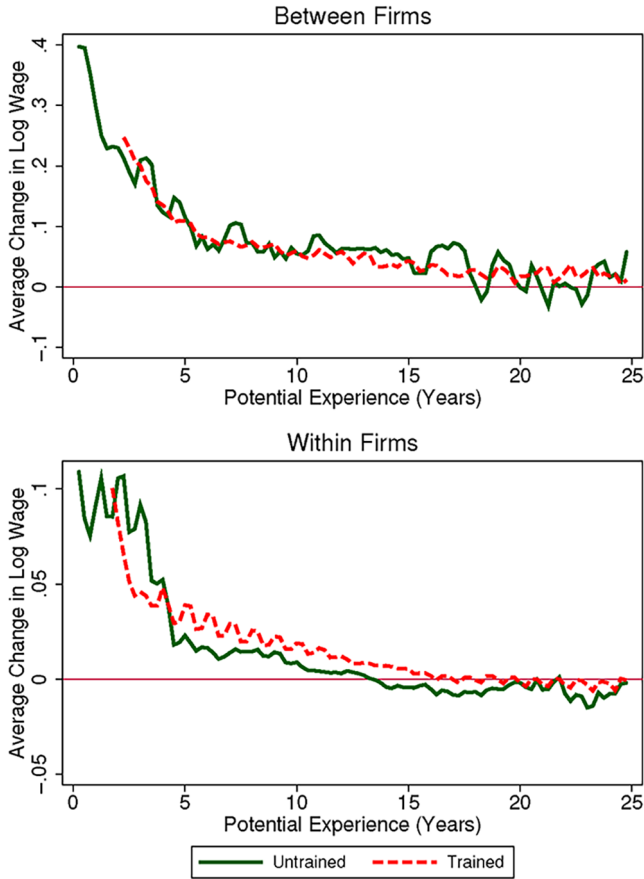 Between Firms
Average Change in Log Wage
.4
.3
.2
.1
0
-.1
0 5 10 15 20 25
Potential Experience (Years)
Within Firms
Average Change in Log Wage
.1
.05
0
-.05
0 5 10 15 20 25
Potential Experience (Years)
Untrained Trained